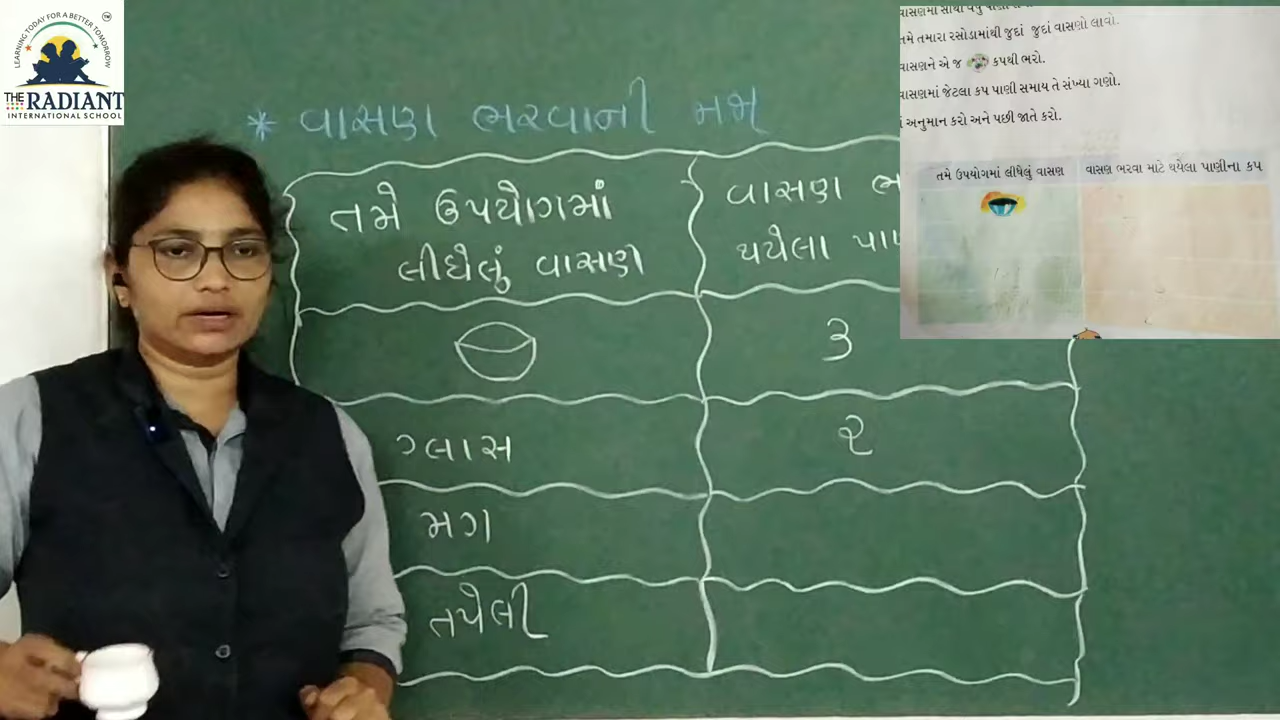 LEARNING TODAY FOR A BETTER TOMORROW
TM
THE RADIANT
INTERNATIONAL SCHOOL
* વાસણ ભરવાની મજા
તમે ઉપયોગમાં
લીધેલું વાસણ
વાસણ
થયેલા
૩
ગ્લાસ
૨
મગ
તપેલી
તમે તમારા રસોડામાંથી જુદાં જુદાં વાસણો લાવો.
વાસણને એ જ કપથી ભરો.
વાસણમાં જેટલા કપ પાણી સમાય તે સંખ્યા ગણો.
અનુમાન કરો અને પછી જાતે કરો.
તમે ઉપયોગમાં લીધેલું વાસણ
વાસણ ભરવા માટે થયેલા પાણીના કપ